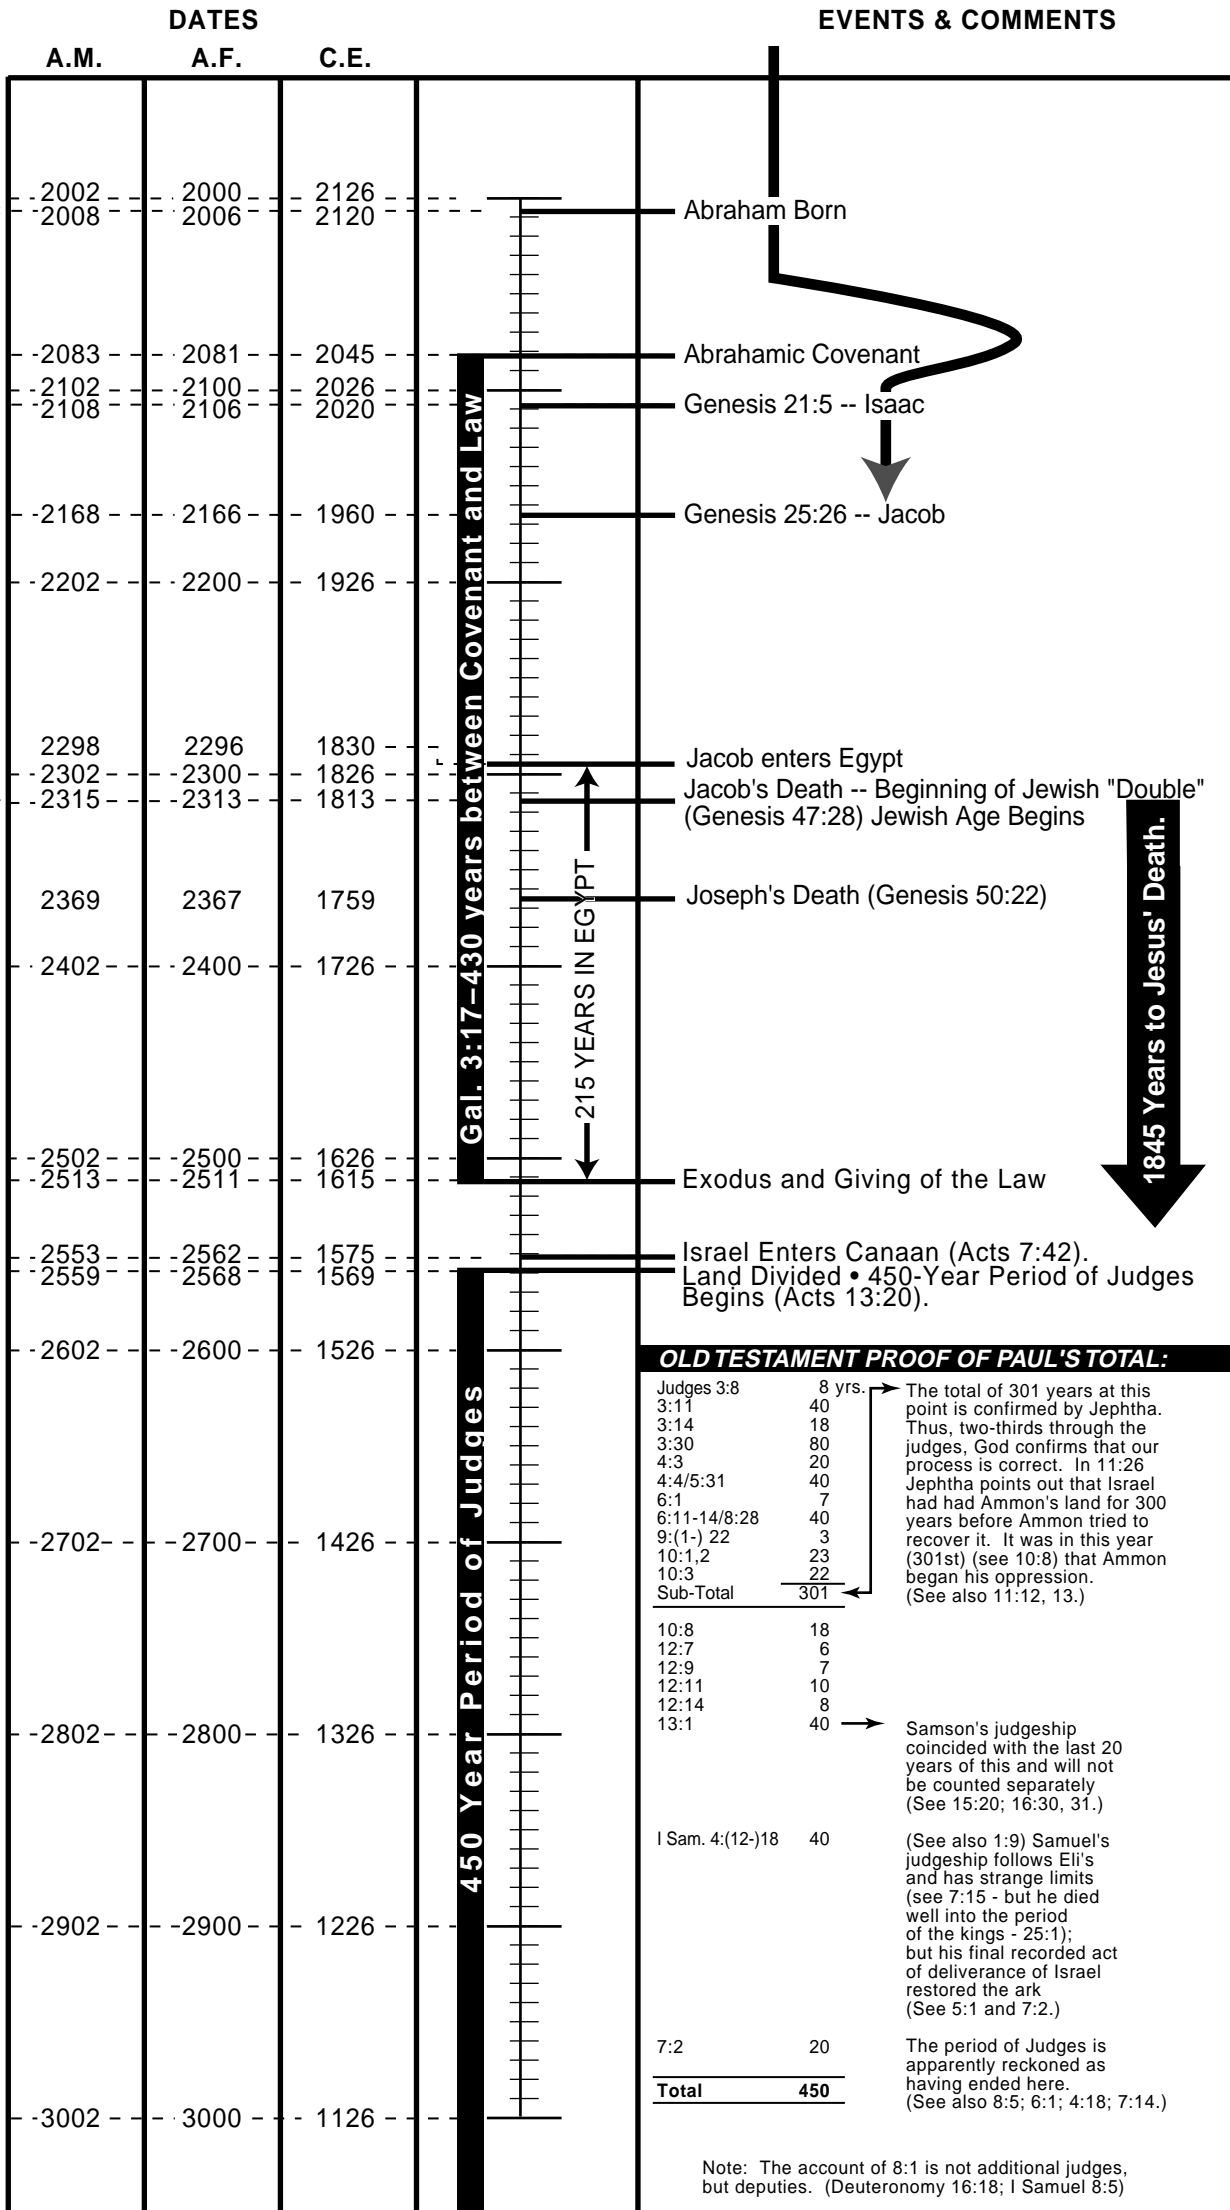 DATES
EVENTS & COMMENTS
A.M. A.F. C.E.
2002 2000 2126
2008 2006 2120 Abraham Born
2083 2081 2045 Abrahamic Covenant
2102 2100 2026
2108 2106 2020 Genesis 21:5 -- Isaac
2168 2166 1960 Genesis 25:26 -- Jacob
2202 2200 1926
2298 2296 1830 Jacob enters Egypt
2302 2300 1826
2315 2313 1813 Jacob's Death -- Beginning of Jewish "Double"
(Genesis 47:28) Jewish Age Begins
2369 2367 1759 Joseph's Death (Genesis 50:22)
2402 2400 1726
2502 2500 1626
2513 2511 1615 Exodus and Giving of the Law
Gal. 3:17–430 years between Covenant and Law
215 YEARS IN EGYPT
1845 Years to Jesus' Death.
2553 2562 1575 Israel Enters Canaan (Acts 7:42).
2559 2568 1569 Land Divided • 450-Year Period of Judges
Begins (Acts 13:20).
2602 2600 1526
2702 2700 1426
2802 2800 1326
2902 2900 1226
3002 3000 1126
450 Year Period of Judges
OLD TESTAMENT PROOF OF PAUL'S TOTAL:
Judges 3:8 8 yrs.
3:11 40
3:14 18
3:30 80
4:3 20
4:4/5:31 40
6:1 7
6:11-14/8:28 40
9:(1-) 22 3
10:1,2 23
10:3 22
Sub-Total 301
The total of 301 years at this
point is confirmed by Jephtha.
Thus, two-thirds through the
judges, God confirms that our
process is correct. In 11:26
Jephtha points out that Israel
had had Ammon's land for 300
years before Ammon tried to
recover it. It was in this year
(301st) (see 10:8) that Ammon
began his oppression.
(See also 11:12, 13.)
10:8 18
12:7 6
12:9 7
12:11 10
12:14 8
13:1 40
Samson's judgeship
coincided with the last 20
years of this and will not
be counted separately
(See 15:20; 16:30, 31.)
I Sam. 4:(12-)18 40
(See also 1:9) Samuel's
judgeship follows Eli's
and has strange limits
(see 7:15 - but he died
well into the period
of the kings - 25:1);
but his final recorded act
of deliverance of Israel
restored the ark
(See 5:1 and 7:2.)
7:2 20
The period of Judges is
apparently reckoned as
having ended here.
(See also 8:5; 6:1; 4:18; 7:14.)
Total 450
Note: The account of 8:1 is not additional judges,
but deputies. (Deuteronomy 16:18; I Samuel 8:5)